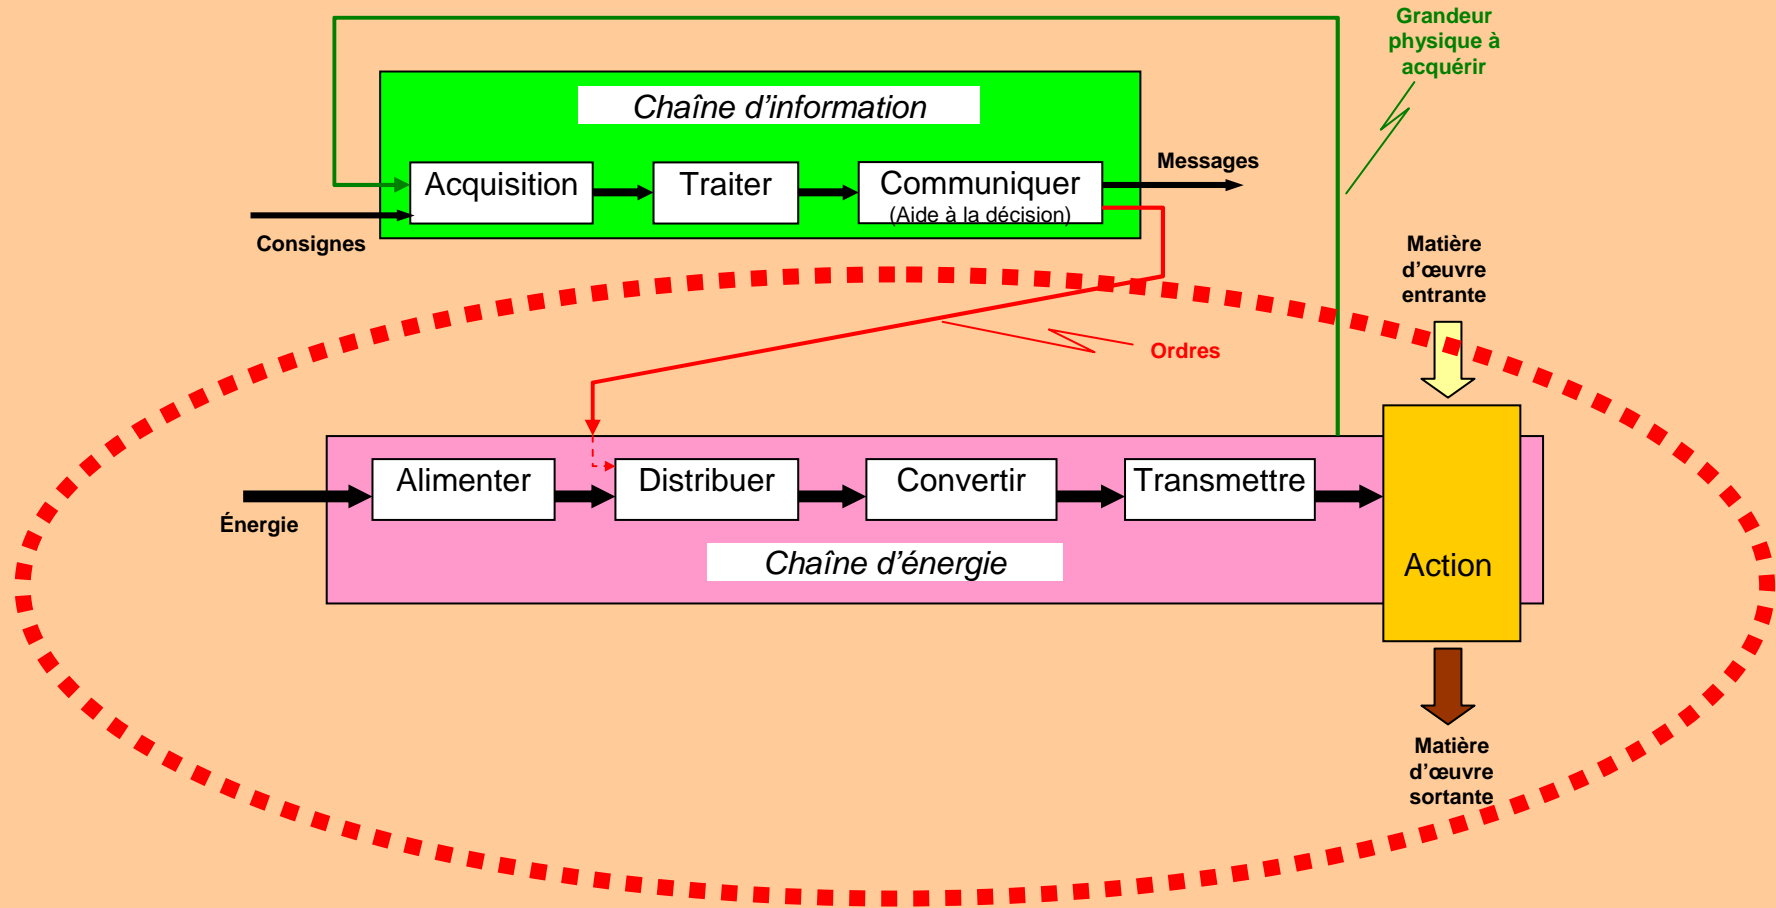 Grandeur
physique à
acquérir
Chaîne d’information
Acquisition
Traiter
Communiquer
(Aide à la décision)
Messages
Consignes
Matière
d’œuvre
entrante
Ordres
Alimenter
Distribuer
Convertir
Transmettre
Énergie
Chaîne d’énergie
Action
Matière
d’œuvre
sortante